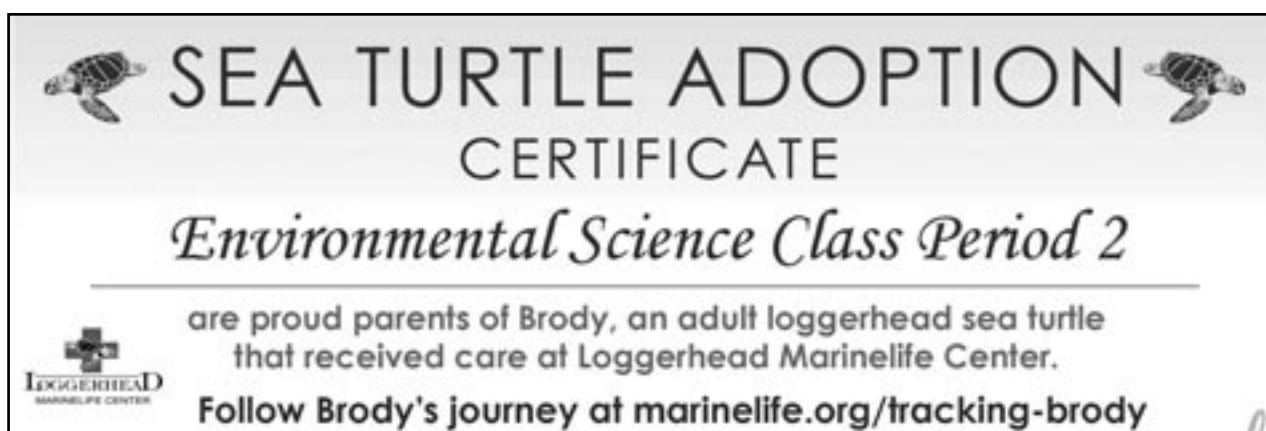 SEA TURTLE ADOPTION
CERTIFICATE
Environmental Science Class Period 2
are proud parents of Brody, an adult loggerhead sea turtle
that received care at Loggerhead Marinelife Center.
LOGGERHEAD
MARINELIFE CENTER
Follow Brody's journey at marinelife.org/tracking-brody